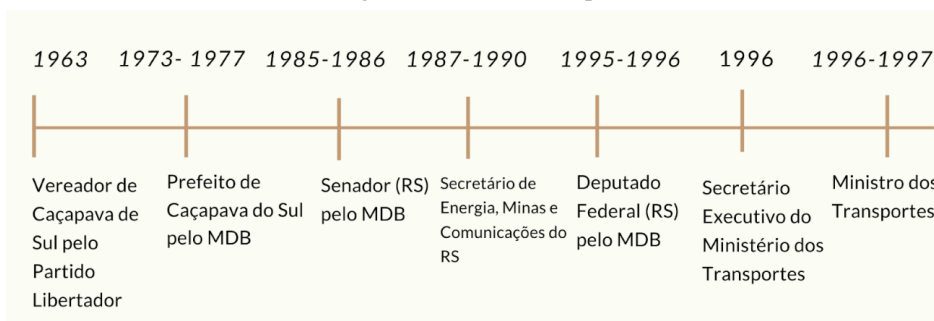 1963
1973- 1977
1985-1986
1987-1990
1995-1996
1996
1996-1997
Vereador de
Caçapava de
Sul pelo
Partido
Libertador
Prefeito de
Caçapava do Sul
pelo MDB
Senador (RS)
pelo MDB
Secretário de
Energia, Minas e
Comunicações do
RS
Deputado
Federal (RS)
pelo MDB
Secretário
Executivo do
Ministério dos
Transportes
Ministro dos
Transportes